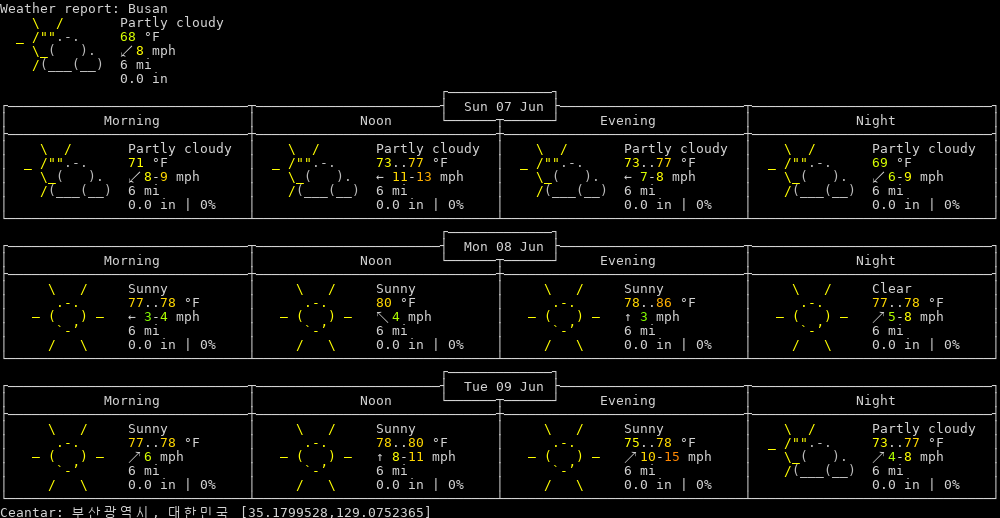 Weather report: Busan
Partly cloudy
68 °F
↙8 mph
6 mi
0.0 in
Sun 07 Jun
Morning Noon Evening Night
Partly cloudy Partly cloudy Partly cloudy Partly cloudy
71 °F 73..77 °F 73..77 °F 69 °F
↙8-9 mph ← 11-13 mph ← 7-8 mph ↙6-9 mph
6 mi 6 mi 6 mi 6 mi
0.0 in | 0% 0.0 in | 0% 0.0 in | 0% 0.0 in | 0%
Mon 08 Jun
Morning Noon Evening Night
Sunny Sunny Sunny Clear
77..78 °F 80 °F 78..86 °F 77..78 °F
← 3-4 mph ↖4 mph ↑ 3 mph ↗5-8 mph
6 mi 6 mi 6 mi 6 mi
0.0 in | 0% 0.0 in | 0% 0.0 in | 0% 0.0 in | 0%
Tue 09 Jun
Morning Noon Evening Night
Sunny Sunny Sunny Partly cloudy
77..78 °F 78..80 °F 75..78 °F 73..77 °F
↗6 mph ↑ 8-11 mph ↗10-15 mph ↗4-8 mph
6 mi 6 mi 6 mi 6 mi
0.0 in | 0% 0.0 in | 0% 0.0 in | 0% 0.0 in | 0%
Ceantar: 부산광역시, 대한민국 [35.1799528,129.0752365]